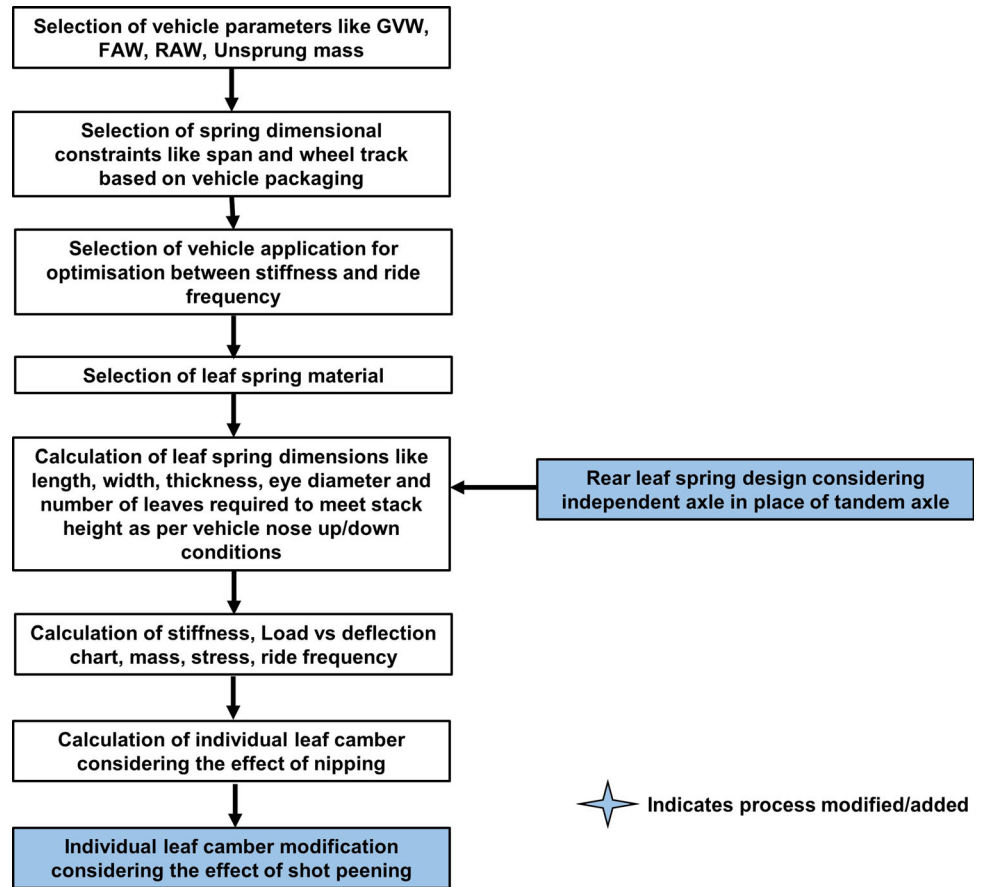 Selection of vehicle parameters like GVW,
FAW, RAW, Unsprung mass
Selection of spring dimensional
constraints like span and wheel track
based on vehicle packaging
Selection of vehicle application for
optimisation between stiffness and ride
frequency
Selection of leaf spring material
Calculation of leaf spring dimensions like
length, width, thickness, eye diameter and
number of leaves required to meet stack
height as per vehicle nose up/down
conditions
Rear leaf spring design considering
independent axle in place of tandem axle
Calculation of stiffness, Load vs deflection
chart, mass, stress, ride frequency
Calculation of individual leaf camber
considering the effect of nipping
Indicates process modified/added
Individual leaf camber modification
considering the effect of shot peening